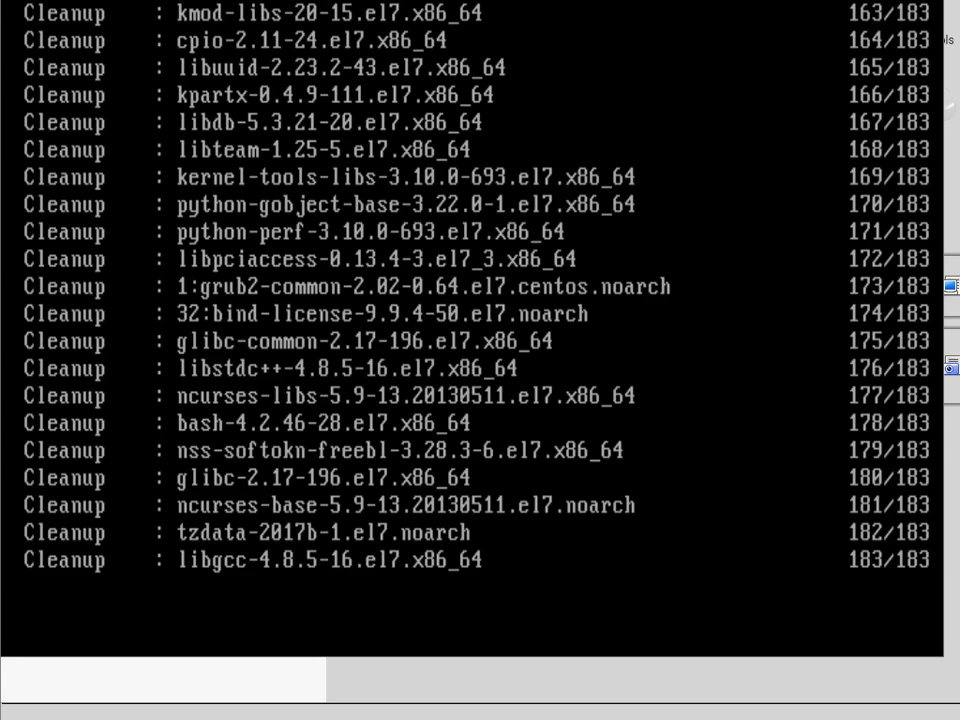 Cleanup : kmod-libs-20-15.el7.x86_64 163/183
Cleanup : cpio-2.11-24.el7.x86_64 164/183
Cleanup : libuuid-2.23.2-43.el7.x86_64 165/183
Cleanup : kpartx-0.4.9-111.el7.x86_64 166/183
Cleanup : libdb-5.3.21-20.el7.x86_64 167/183
Cleanup : libteam-1.25-5.el7.x86_64 168/183
Cleanup : kernel-tools-libs-3.10.0-693.el7.x86_64 169/183
Cleanup : python-gobject-base-3.22.0-1.el7.x86_64 170/183
Cleanup : python-perf-3.10.0-693.el7.x86_64 171/183
Cleanup : libpciaccess-0.13.4-3.el7_3.x86_64 172/183
Cleanup : 1:grub2-common-2.02-0.64.el7.centos.noarch 173/183
Cleanup : 32:bind-license-9.9.4-50.el7.noarch 174/183
Cleanup : glibc-common-2.17-196.el7.x86_64 175/183
Cleanup : libstdc++-4.8.5-16.el7.x86_64 176/183
Cleanup : ncurses-libs-5.9-13.20130511.el7.x86_64 177/183
Cleanup : bash-4.2.46-28.el7.x86_64 178/183
Cleanup : nss-softokn-freebl-3.28.3-6.el7.x86_64 179/183
Cleanup : glibc-2.17-196.el7.x86_64 180/183
Cleanup : ncurses-base-5.9-13.20130511.el7.noarch 181/183
Cleanup : tzdata-2017b-1.el7.noarch 182/183
Cleanup : libgcc-4.8.5-16.el7.x86_64 183/183